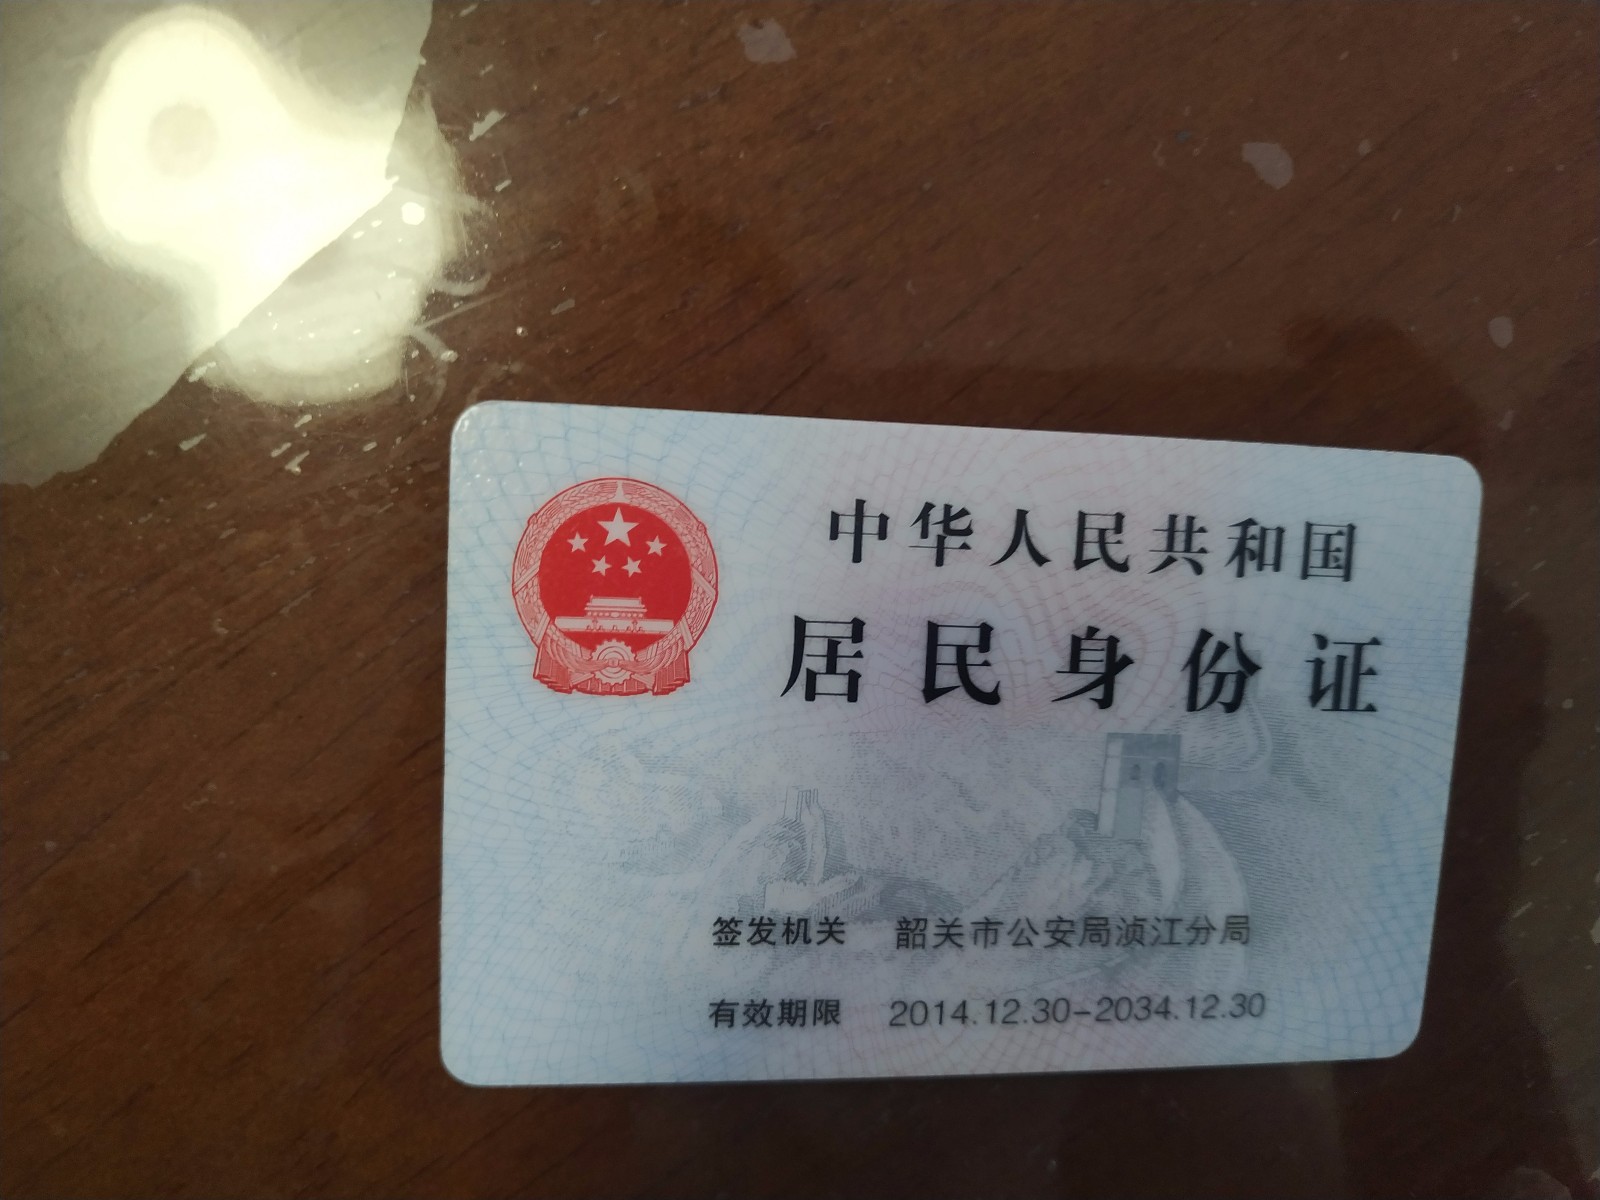 中华人民共和国
居民身份证
签发机关 韶关市公安局浈江分局
有效期限 2014.12.30-2034.12.30